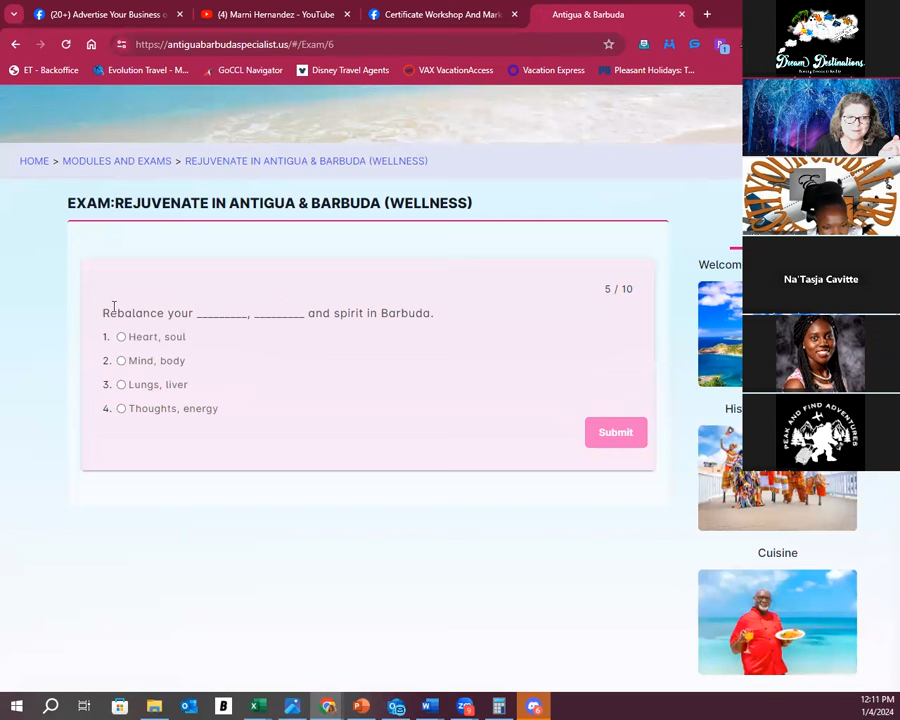 (20+) Advertise Your Business o
(4) Marni Hernandez - YouTube
Certificate Workshop And Mar
Antigua & Barbuda
https://antiguabarbudaspecialist.us/#/Exam/6
ET - Backoffice
Evolution Travel - M...
GoCCL Navigator
Disney Travel Agents
VAX VacationAccess
Vacation Express
Pleasant Holidays: T...
HOME > MODULES AND EXAMS > REJUVENATE IN ANTIGUA & BARBUDA (WELLNESS)
EXAM:REJUVENATE IN ANTIGUA & BARBUDA (WELLNESS)
5 / 10
Rebalance your _________, _________ and spirit in Barbuda.
1. Heart, soul
2. Mind, body
3. Lungs, liver
4. Thoughts, energy
Submit
Welcom
His
Cuisine
Dream Destinations
Na'Tasja Cavitte
PEAK AND FIND ADVENTURES
12:11 PM
1/4/2024